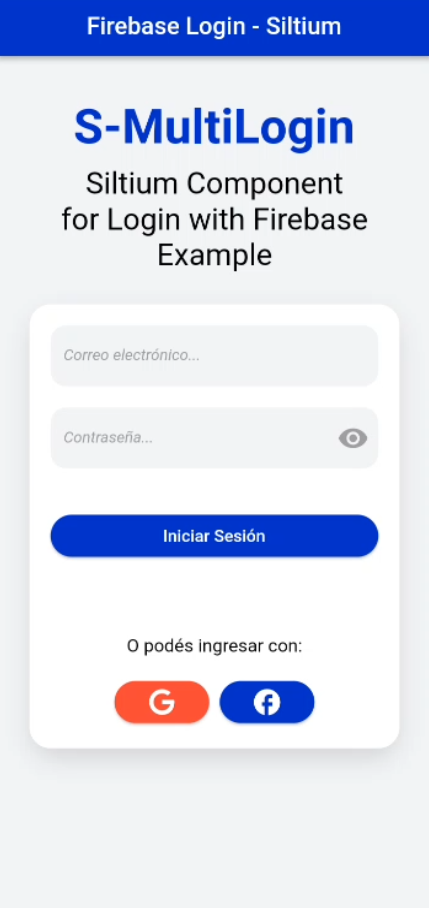 Firebase Login - Siltium
S-MultiLogin
Siltium Component
for Login with Firebase
Example
Correo electrónico...
Contraseña...
Iniciar Sesión
O podés ingresar con: